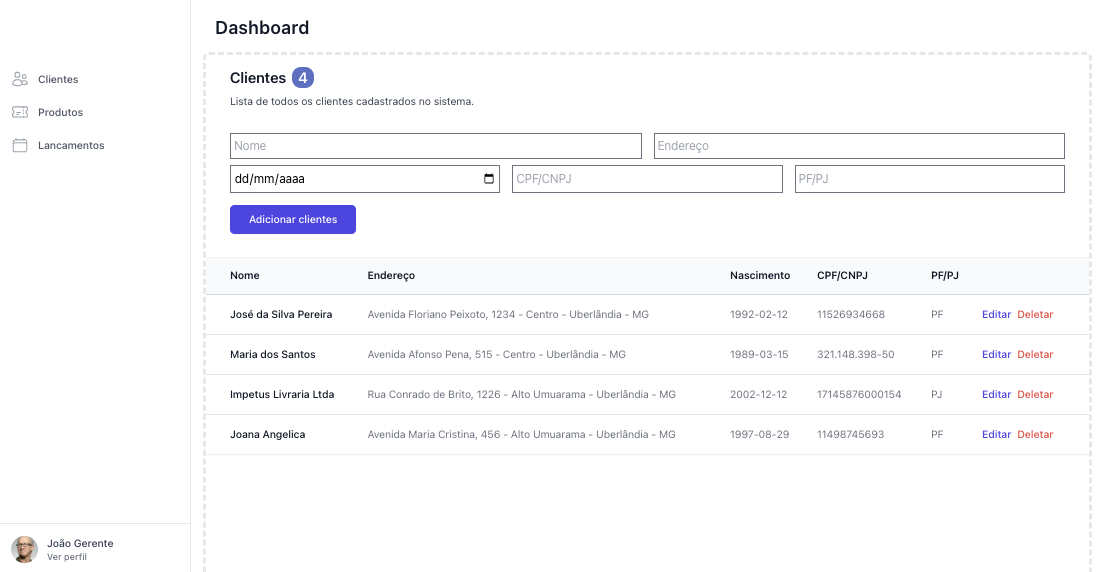 Dashboard
Clientes
Produtos
Lancamentos
Clientes 4
Lista de todos os clientes cadastrados no sistema.
Nome Endereço
dd/mm/aaaa CPF/CNPJ PF/PJ
Adicionar clientes
Nome Endereço Nascimento CPF/CNPJ PF/PJ
José da Silva Pereira Avenida Floriano Peixoto, 1234 - Centro - Uberlândia - MG 1992-02-12 11526934668 PF Editar Deletar
Maria dos Santos Avenida Afonso Pena, 515 - Centro - Uberlândia - MG 1989-03-15 321.148.398-50 PF Editar Deletar
Impetus Livraria Ltda Rua Conrado de Brito, 1226 - Alto Umuarama - Uberlândia - MG 2002-12-12 17145876000154 PJ Editar Deletar
Joana Angelica Avenida Maria Cristina, 456 - Alto Umuarama - Uberlândia - MG 1997-08-29 11498745693 PF Editar Deletar
João Gerente
Ver perfil